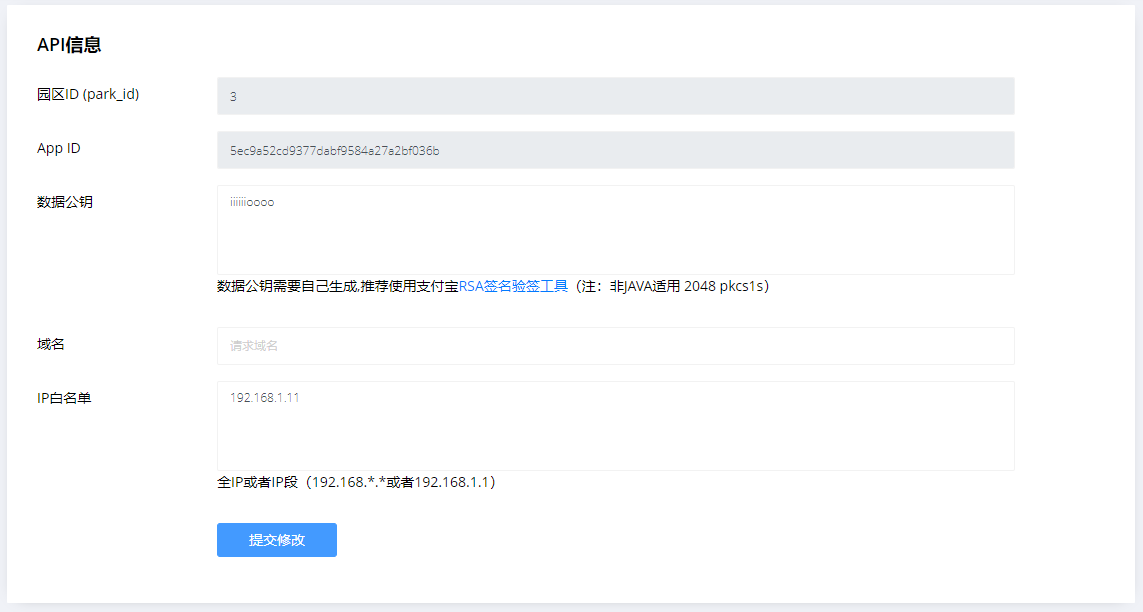 API信息
园区ID (park_id)
3
App ID
5ec9a52cd9377dabf9584a27a2bf036b
数据公钥
iiiiiioooo
数据公钥需要自己生成,推荐使用支付宝RSA签名验签工具（注：非JAVA适用 2048 pkcs1s）
域名
请求域名
IP白名单
192.168.1.11
全IP或者IP段（192.168.*.*或者192.168.1.1）
提交修改